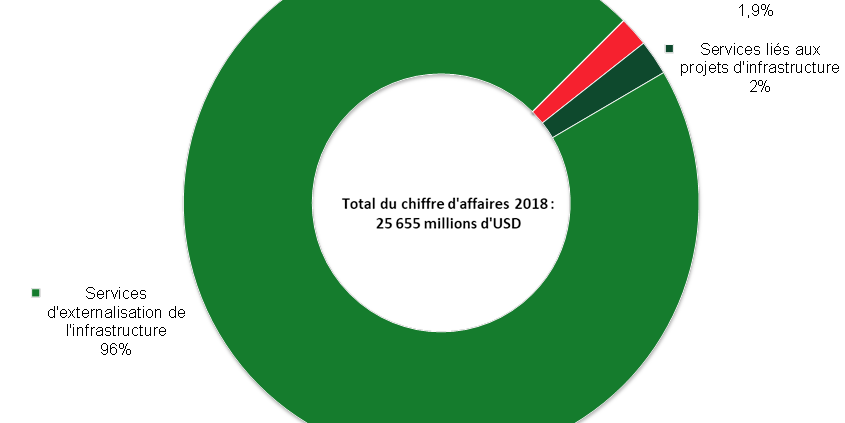 1,9%
Services liés aux
projets d'infrastructure
2%
Total du chiffre d'affaires 2018 :
25 655 millions d'USD
Services
d'externalisation de
l'infrastructure
96%